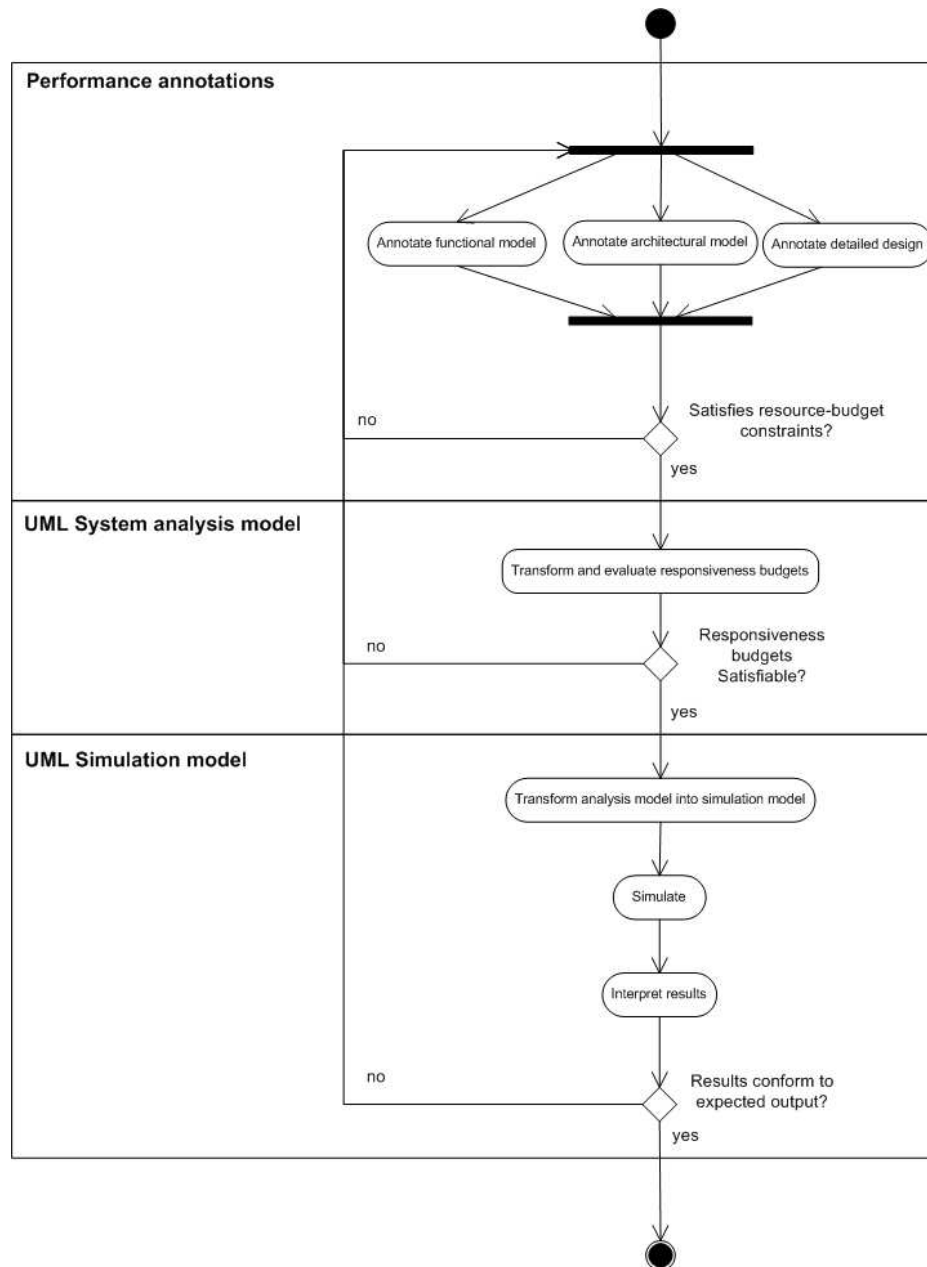 Performance annotations
Annotate functional model
Annotate architectural model
Annotate detailed design
Satisfies resource-budget
constraints?
no
yes
UML System analysis model
Transform and evaluate responsiveness budgets
Responsiveness
budgets
Satisfiable?
no
yes
UML Simulation model
Transform analysis model into simulation model
Simulate
Interpret results
Results conform to
expected output?
no
yes